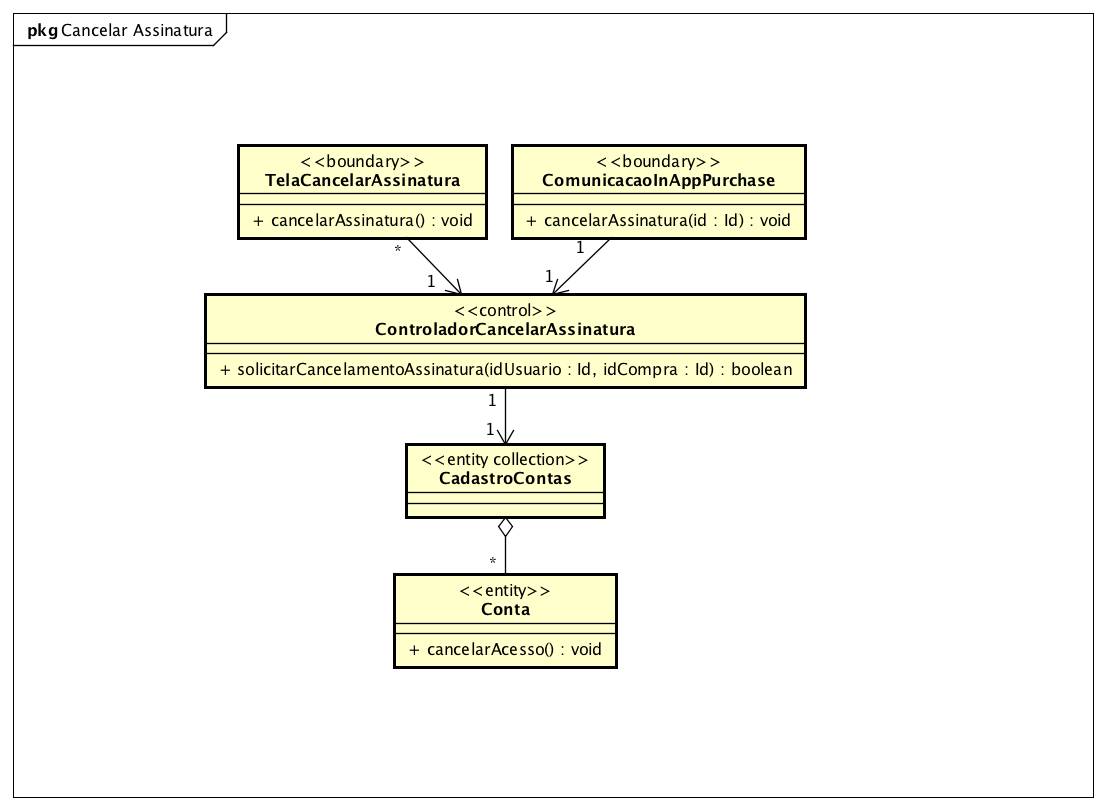 pkg Cancelar Assinatura
<<boundary>>
TelaCancelarAssinatura
+ cancelarAssinatura() : void
<<boundary>>
ComunicacaoInAppPurchase
+ cancelarAssinatura(id : Id) : void
*
1
1
1
<<control>>
ControladorCancelarAssinatura
+ solicitarCancelamentoAssinatura(idUsuario : Id, idCompra : Id) : boolean
1
1
<<entity collection>>
CadastroContas
*
<<entity>>
Conta
+ cancelarAcesso() : void